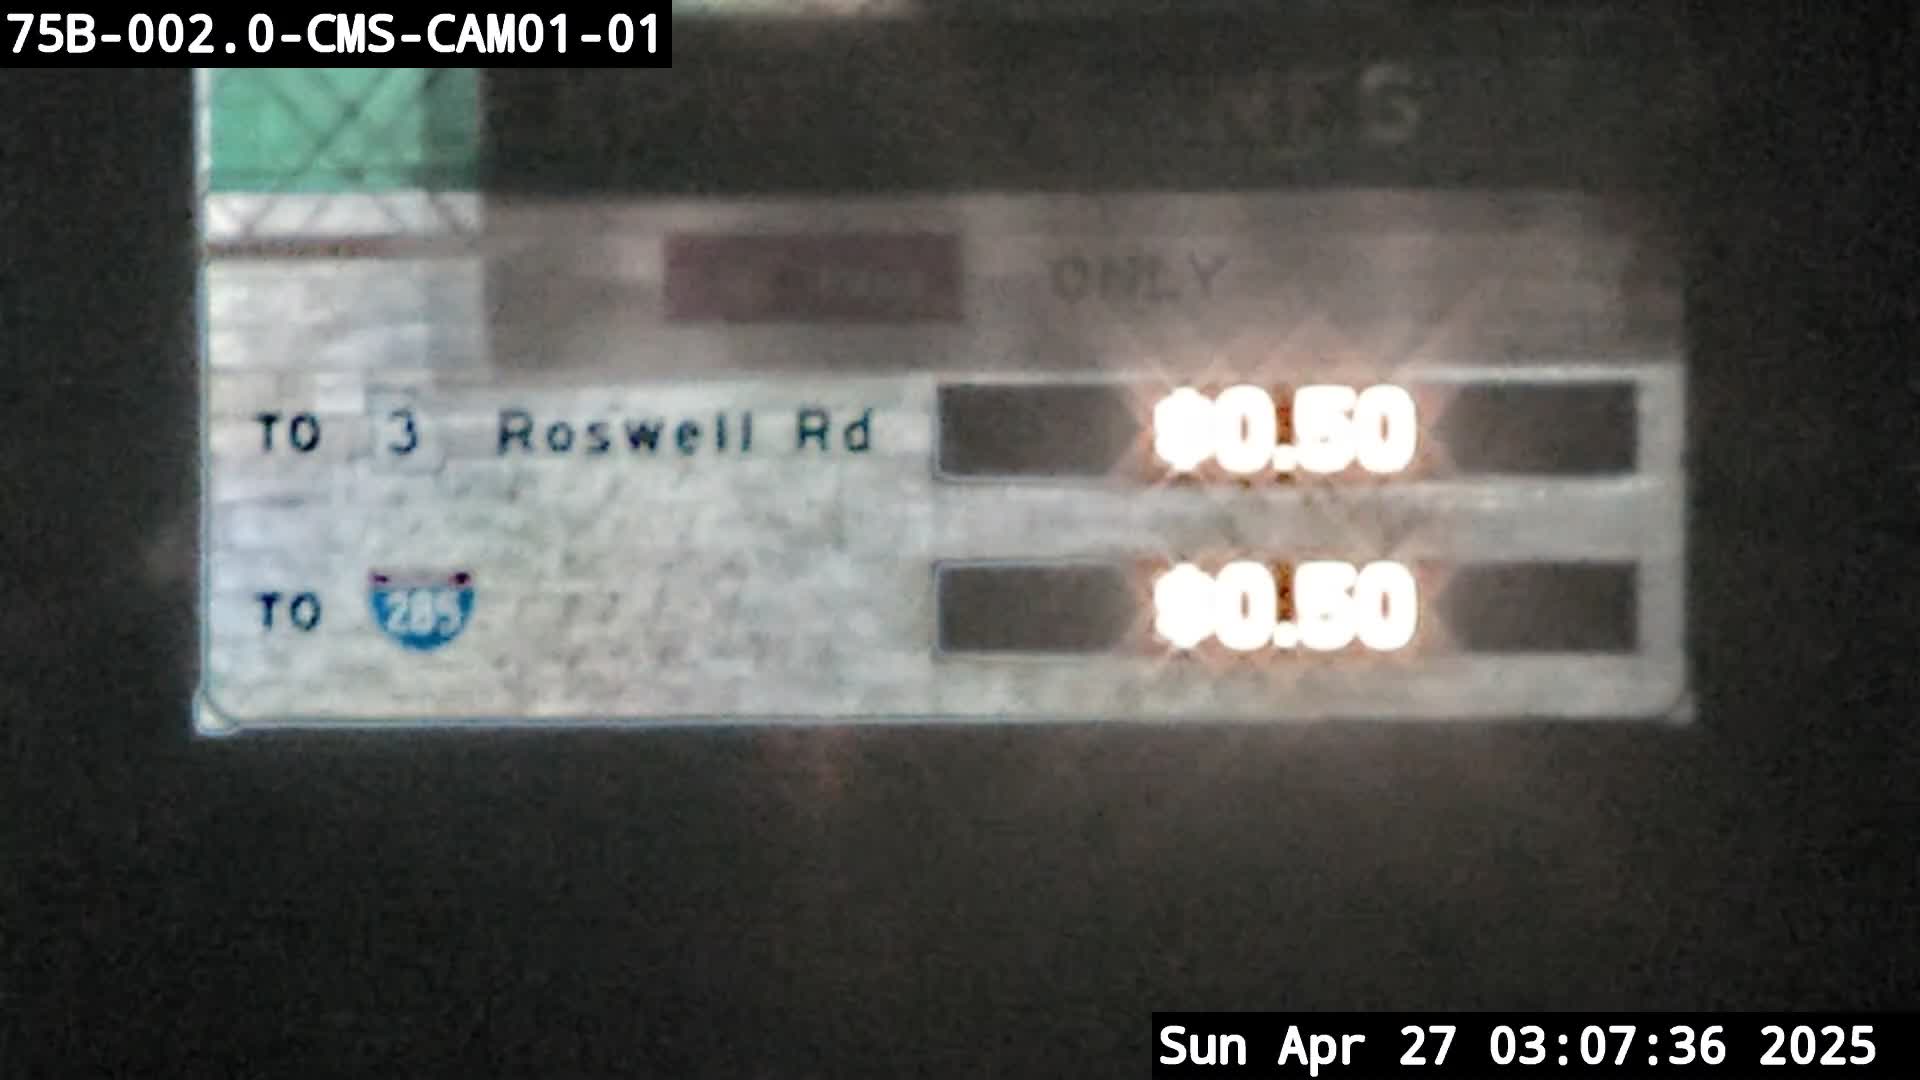 75B-002.0-CMS-CAM01-01
ONLY
TO 3 Roswell Rd $0.50
TO 285 $0.50
Sun Apr 27 03:07:36 2025